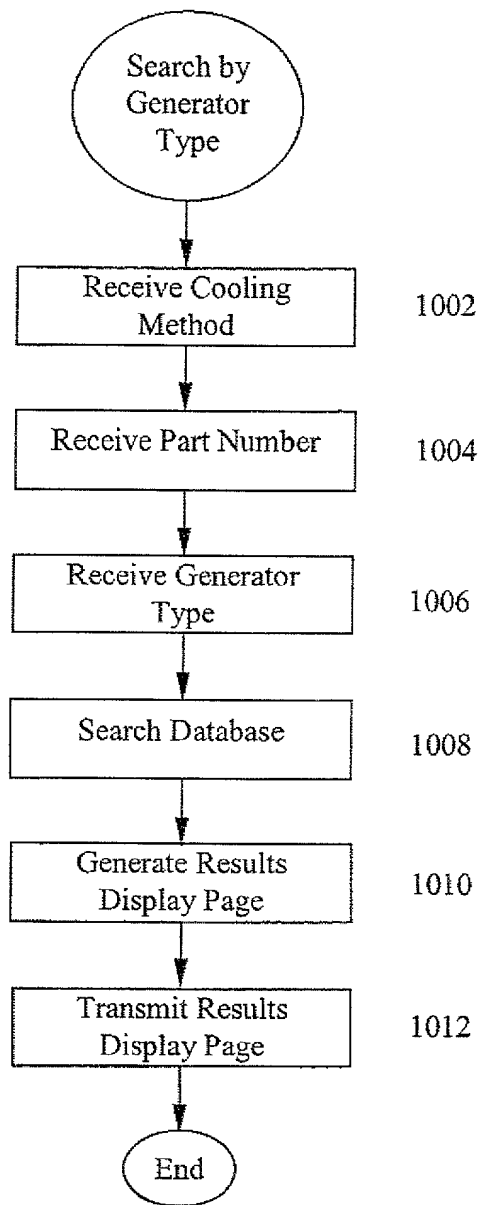 Search by
Generator
Type
Receive Cooling
Method
1002
Receive Part Number
1004
Receive Generator
Type
1006
Search Database
1008
Generate Results
Display Page
1010
Transmit Results
Display Page
1012
End